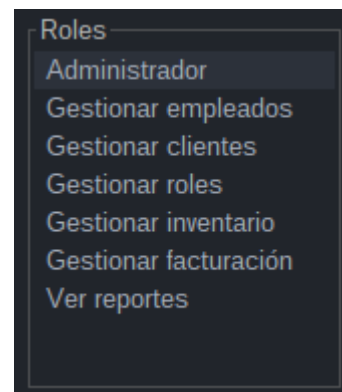 Roles
Administrador
Gestionar empleados
Gestionar clientes
Gestionar roles
Gestionar inventario
Gestionar facturación
Ver reportes